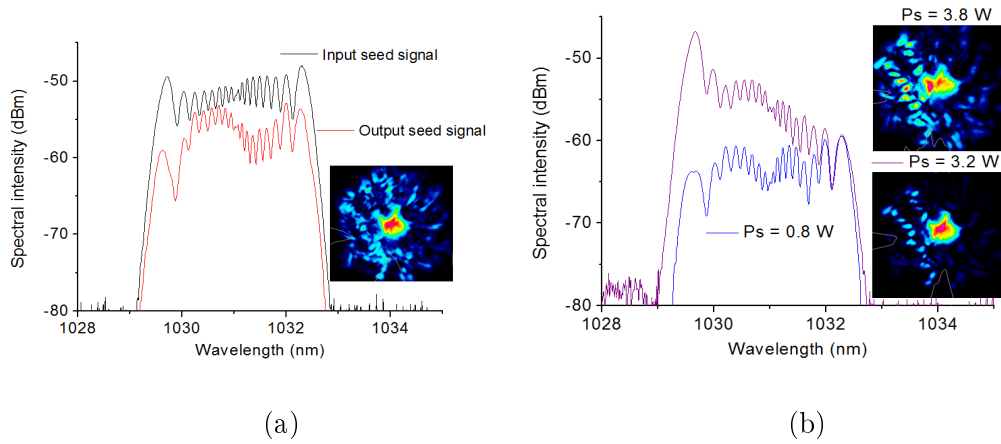 Input seed signal
Output seed signal
Spectral intensity (dBm)
-50
-60
-70
-80
1028
1030
1032
1034
Wavelength (nm)
(a)
Ps = 3.8 W
Ps = 3.2 W
Ps = 0.8 W
Spectral intensity (dBm)
-50
-60
-70
-80
1028
1030
1032
1034
Wavelength (nm)
(b)